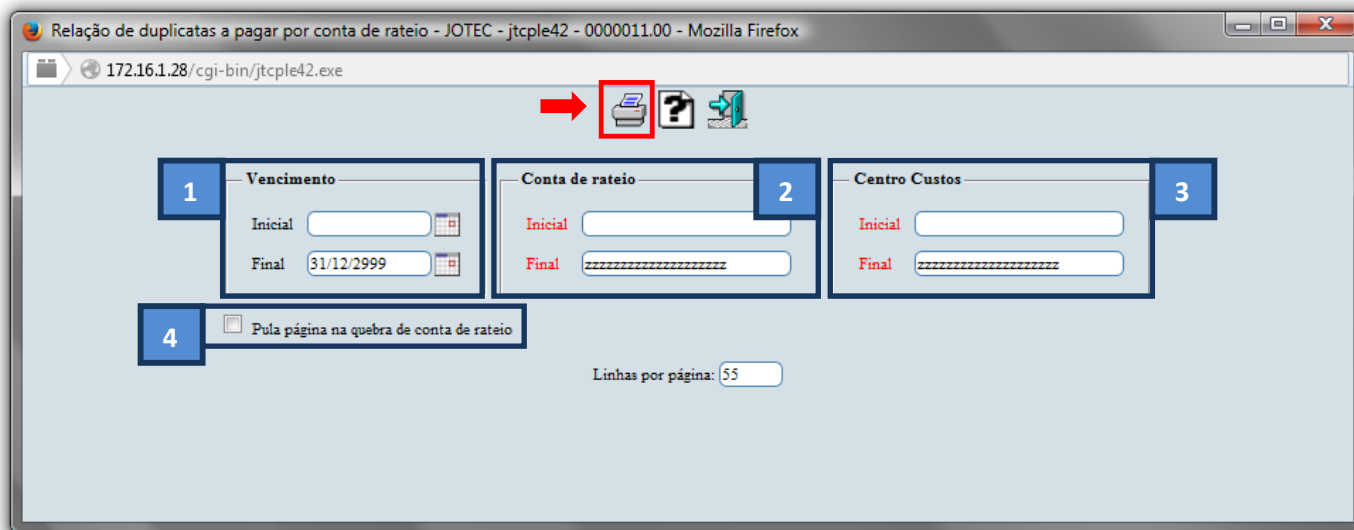 Relação de duplicatas a pagar por conta de rateio - JOTEC - jtcple42 - 0000011.00 - Mozilla Firefox
172.16.1.28/cgi-bin/jtcple42.exe
1 Vencimento Conta de rateio 2 Centro Custos 3
Inicial Inicial Inicial
Final 31/12/2999 Final zzzzzzzzzzzzzzzzzzzz Final zzzzzzzzzzzzzzzzzzzz
4 Pula página na quebra de conta de rateio
Linhas por página: 55